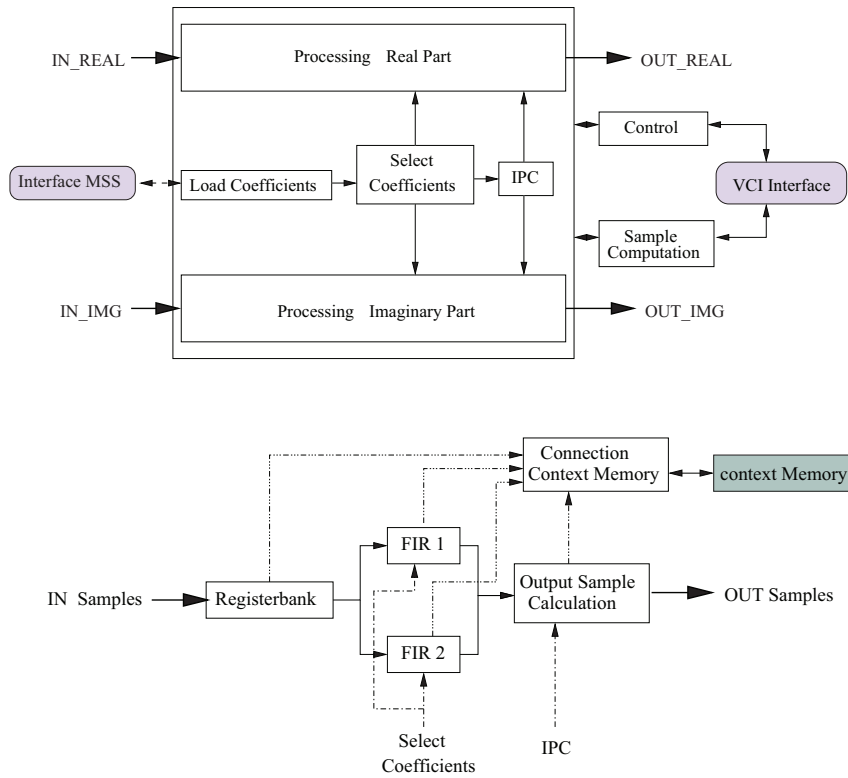 IN_REAL
Processing Real Part
OUT_REAL
Control
Interface MSS
Load Coefficients
Select
Coefficients
IPC
VCI Interface
Sample
Computation
IN_IMG
Processing Imaginary Part
OUT_IMG
Connection
Context Memory
context Memory
FIR 1
IN Samples
Registerbank
Output Sample
Calculation
OUT Samples
FIR 2
Select
Coefficients
IPC